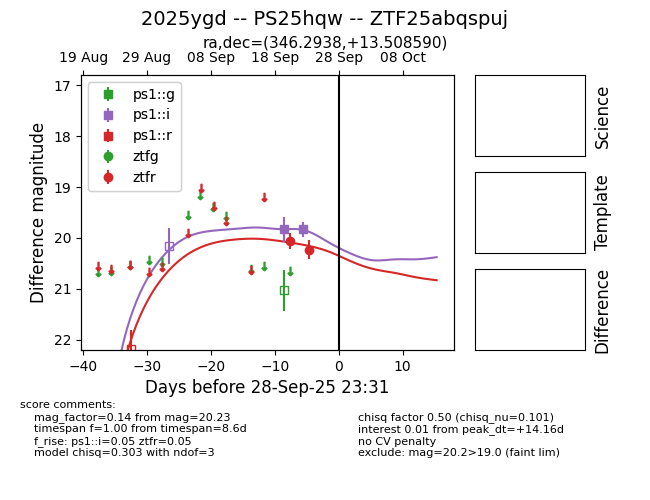 2025ygd -- PS25hqw -- ZTF25abqspuj
ra,dec=(346.2938,+13.508590)
19 Aug 29 Aug 08 Sep 18 Sep 28 Sep 08 Oct
ps1::g
ps1::i
ps1::r
ztfg
ztfr
17
18
19
20
21
22
Difference magnitude
−40 −30 −20 −10 0 10
Days before 28-Sep-25 23:31
Science
Template
Difference
score comments:
mag_factor=0.14 from mag=20.23
timespan f=1.00 from timespan=8.6d
f_rise: ps1::i=0.05 ztfr=0.05
model chisq=0.303 with ndof=3
chisq factor 0.50 (chisq_nu=0.101)
interest 0.01 from peak_dt=+14.16d
no CV penalty
exclude: mag=20.2>19.0 (faint lim)